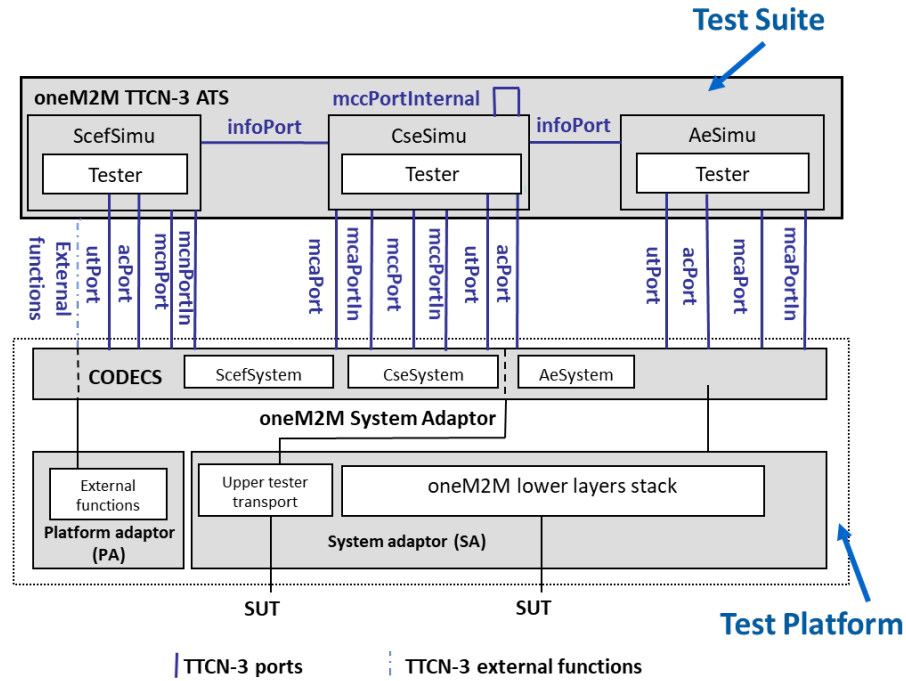 Test Suite
oneM2M TTCN-3 ATS
mccPortInternal
ScefSimu
infoPort
CseSimu
infoPort
AeSimu
Tester
Tester
Tester
External
functions
utPort
acPort
mcnPort
mcnPortIn
mcaPort
mcaPortIn
mccPort
mccPortIn
utPort
acPort
utPort
acPort
mcaPort
mcaPortIn
CODECS
ScefSystem
CseSystem
AeSystem
oneM2M System Adaptor
External
functions
Platform adaptor
(PA)
Upper tester
transport
oneM2M lower layers stack
System adaptor (SA)
SUT
SUT
Test Platform
TTCN-3 ports
TTCN-3 external functions